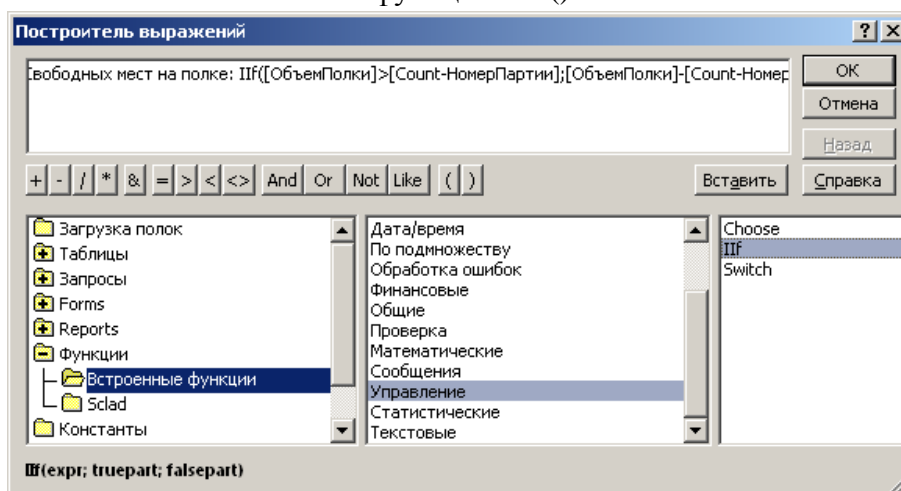 Построитель выражений
? ×
Свободных мест на полке: IIf([ОбъемПолки]>[Count-НомерПартии];[ОбъемПолки]-[Count-Номер
ОК
Отмена
Назад
+ - / * & = > < <> And Or Not Like ( )
Вставить
Справка
Загрузка полок
Таблицы
Запросы
Forms
Reports
Функции
Встроенные функции
Sclad
Константы
Дата/время
По подмножеству
Обработка ошибок
Финансовые
Общие
Проверка
Математические
Сообщения
Управление
Статистические
Текстовые
Choose
IIf
Switch
IIf(expr; truepart; falsepart)